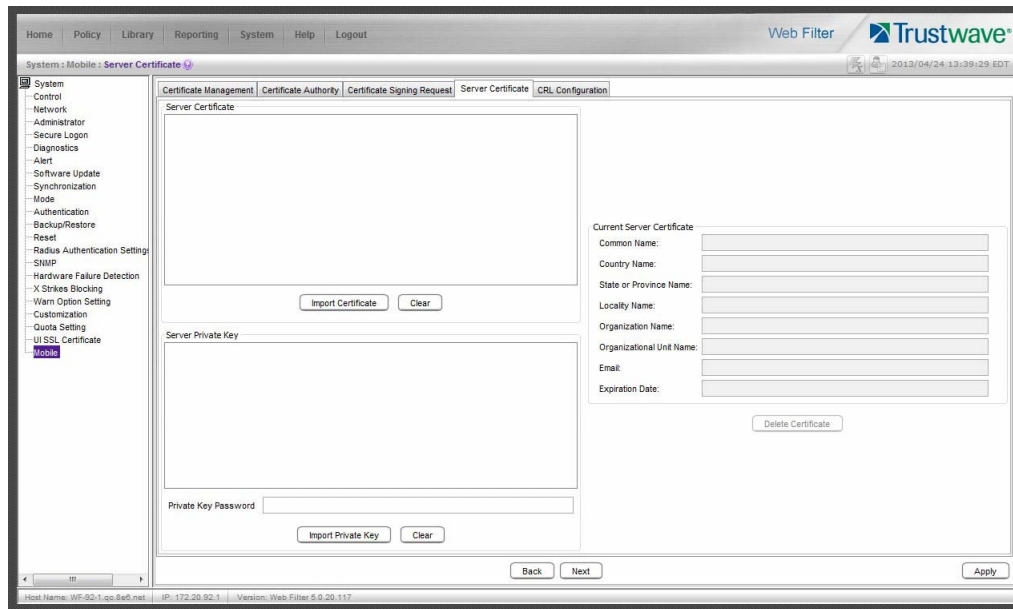 Home Policy Library Reporting System Help Logout
Web Filter
Trustwave®
System : Mobile : Server Certificate
2013/04/24 13:39:29 EDT
System
Control
Network
Administrator
Secure Logon
Diagnostics
Alert
Software Update
Synchronization
Mode
Authentication
Backup/Restore
Reset
Radius Authentication Settings
SNMP
Hardware Failure Detection
X Strikes Blocking
Warn Option Setting
Customization
Quota Setting
UI SSL Certificate
Mobile
Certificate Management Certificate Authority Certificate Signing Request Server Certificate CRL Configuration
Server Certificate
Import Certificate Clear
Server Private Key
Private Key Password
Import Private Key Clear
Current Server Certificate
Common Name:
Country Name:
State or Province Name:
Locality Name:
Organization Name:
Organizational Unit Name:
Email:
Expiration Date:
Delete Certificate
Back Next
Apply
Host Name: WF-92-1.qc.8e6.net IP: 172.20.92.1 Version: Web Filter 5.0.20.117